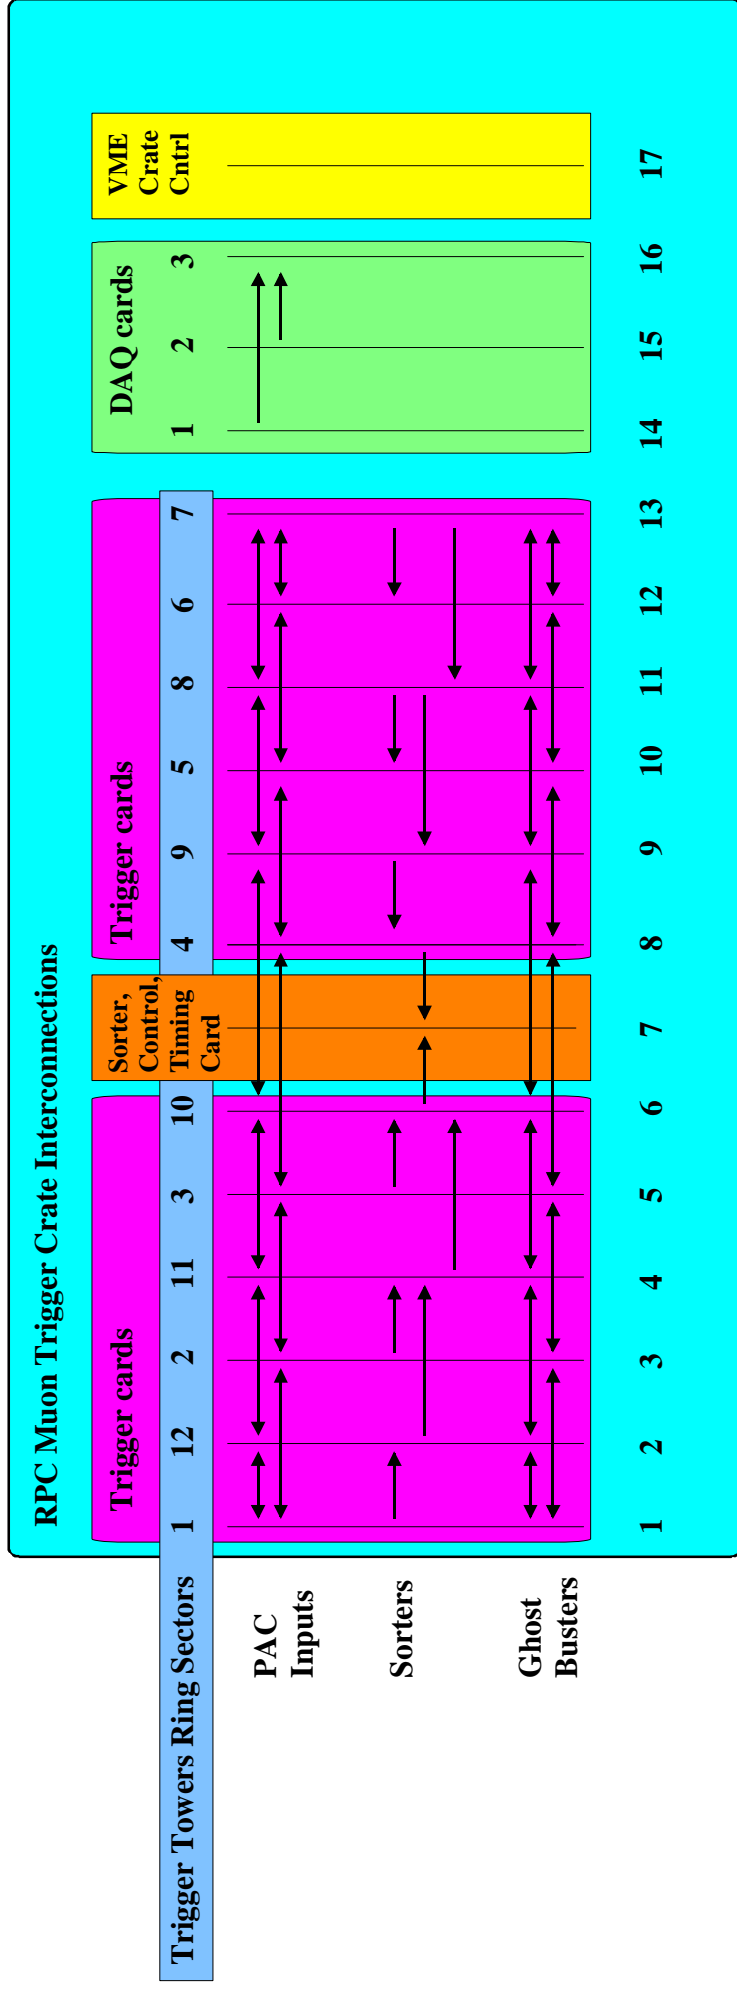 RPC Muon Trigger Crate Interconnections
Trigger cards
Sorter,
Control,
Timing
Card
Trigger cards
DAQ cards
VME
Crate
Cntrl
Trigger Towers Ring Sectors 1 12 2 11 3 10 4 9 5 8 6 7 1 2 3
PAC
Inputs
Sorters
Ghost
Busters
1 2 3 4 5 6 7 8 9 10 11 12 13 14 15 16 17